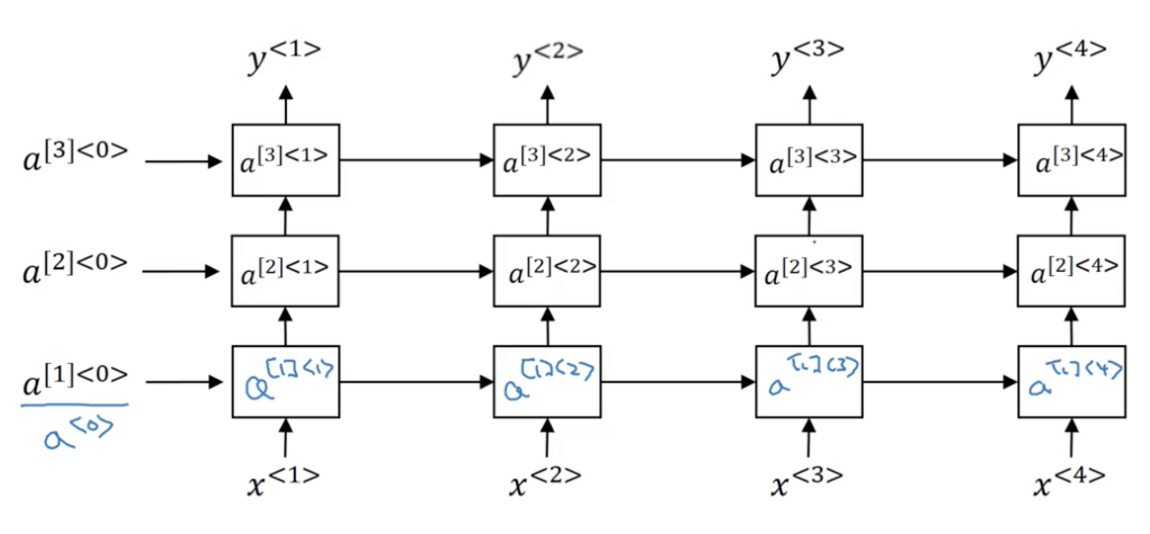 y<1> y<2> y<3> y<4>
a[3]<0> a[3]<1> a[3]<2> a[3]<3> a[3]<4>
a[2]<0> a[2]<1> a[2]<2> a[2]<3> a[2]<4>
a[1]<0> a[1]<1> a[1]<2> a[1]<3> a[1]<4>
a<0>
x<1> x<2> x<3> x<4>